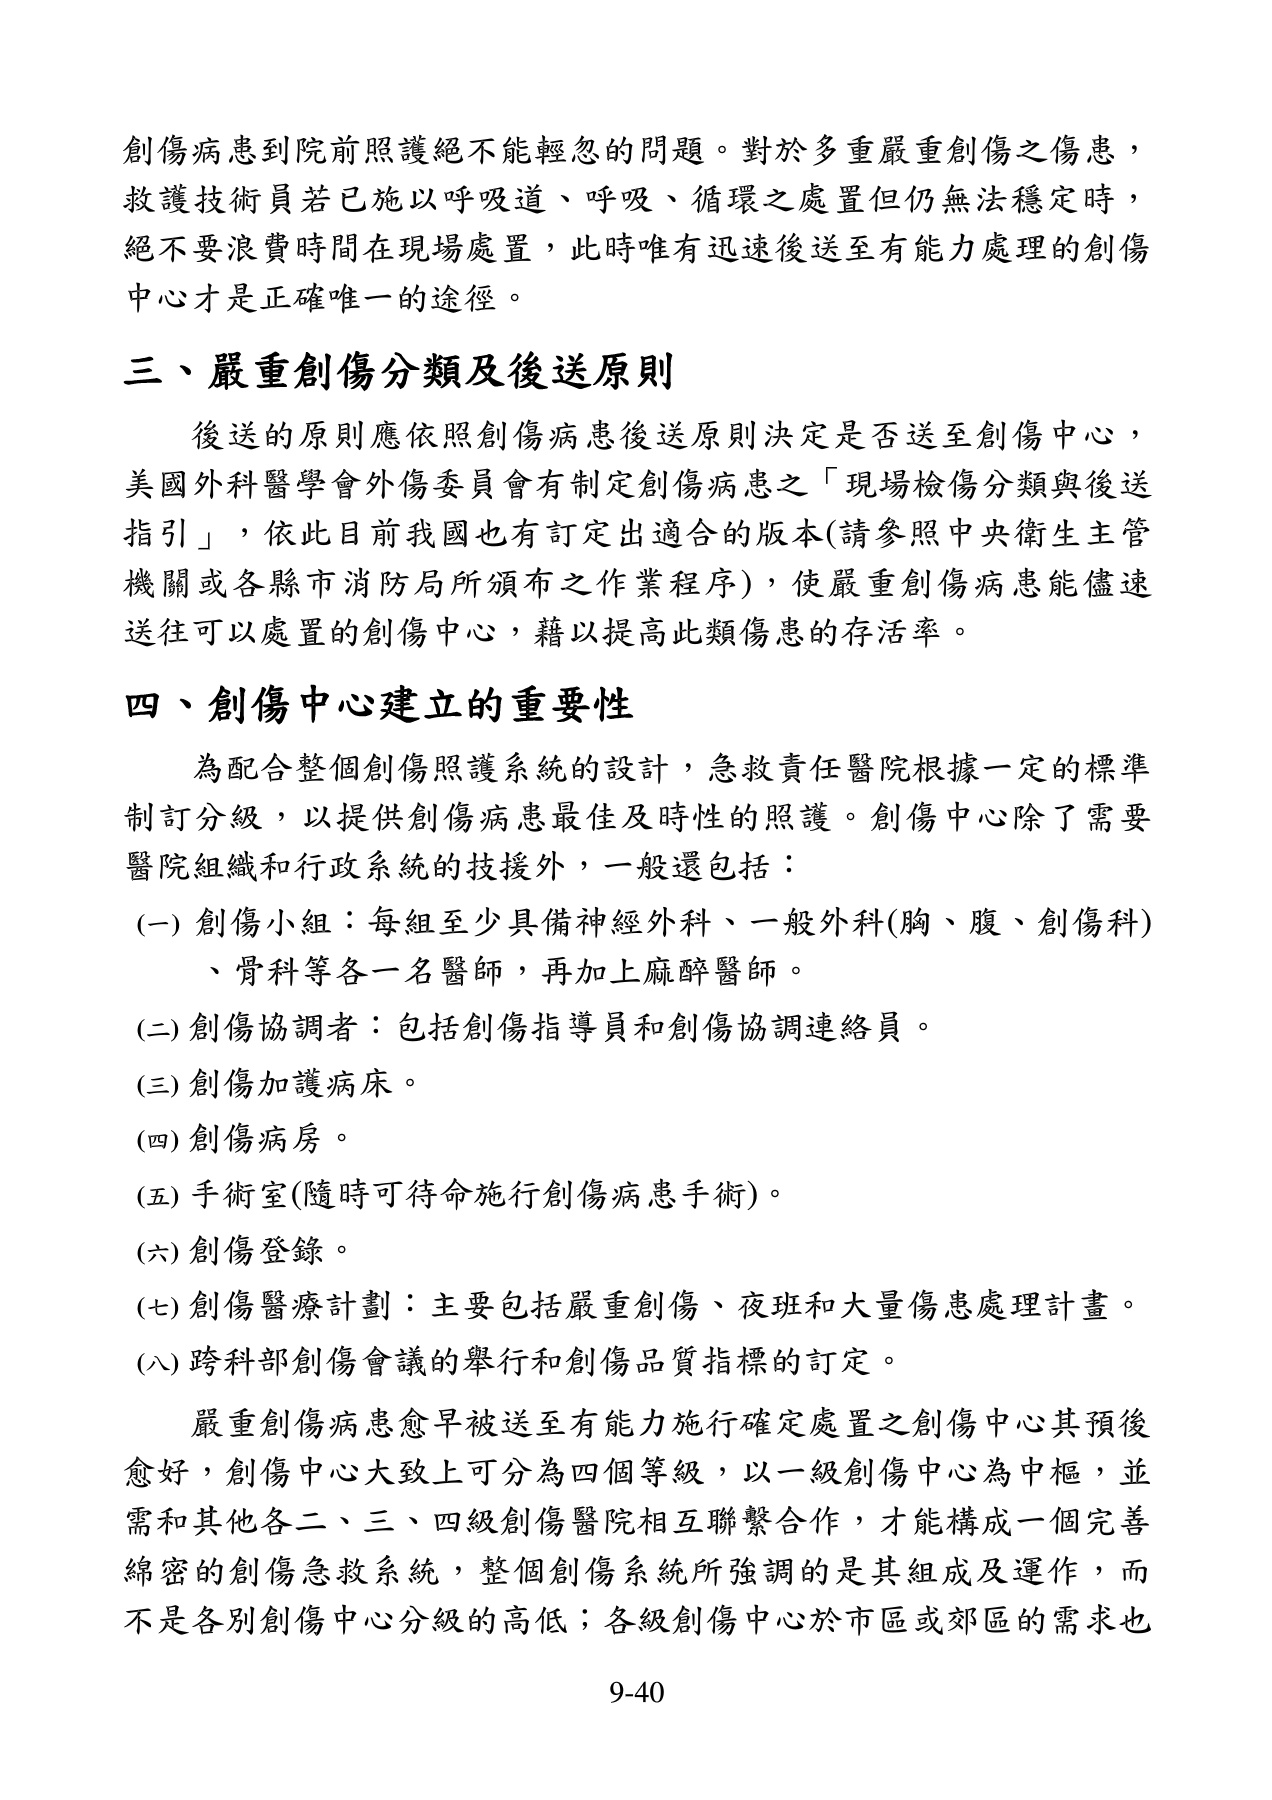 創傷病患到院前照護絕不能輕忽的問題。對於多重嚴重創傷之傷患，
救護技術員若已施以呼吸道、呼吸、循環之處置但仍無法穩定時，
絕不要浪費時間在現場處置，此時唯有迅速後送至有能力處理的創傷
中心才是正確唯一的途徑。
三、嚴重創傷分類及後送原則
後送的原則應依照創傷病患後送原則決定是否送至創傷中心，
美國外科醫學會外傷委員會有制定創傷病患之「現場檢傷分類與後送
指引」，依此目前我國也有訂定出適合的版本(請參照中央衛生主管
機關或各縣市消防局所頒布之作業程序)，使嚴重創傷病患能儘速
送往可以處置的創傷中心，藉以提高此類傷患的存活率。
四、創傷中心建立的重要性
為配合整個創傷照護系統的設計，急救責任醫院根據一定的標準
制訂分級，以提供創傷病患最佳及時性的照護。創傷中心除了需要
醫院組織和行政系統的技援外，一般還包括：
(一) 創傷小組：每組至少具備神經外科、一般外科(胸、腹、創傷科)
、骨科等各一名醫師，再加上麻醉醫師。
(二) 創傷協調者：包括創傷指導員和創傷協調連絡員。
(三) 創傷加護病床。
(四) 創傷病房。
(五) 手術室(隨時可待命施行創傷病患手術)。
(六) 創傷登錄。
(七) 創傷醫療計劃：主要包括嚴重創傷、夜班和大量傷患處理計畫。
(八) 跨科部創傷會議的舉行和創傷品質指標的訂定。
嚴重創傷病患愈早被送至有能力施行確定處置之創傷中心其預後
愈好，創傷中心大致上可分為四個等級，以一級創傷中心為中樞，並
需和其他各二、三、四級創傷醫院相互聯繫合作，才能構成一個完善
綿密的創傷急救系統，整個創傷系統所強調的是其組成及運作，而
不是各別創傷中心分級的高低；各級創傷中心於市區或郊區的需求也
9-40